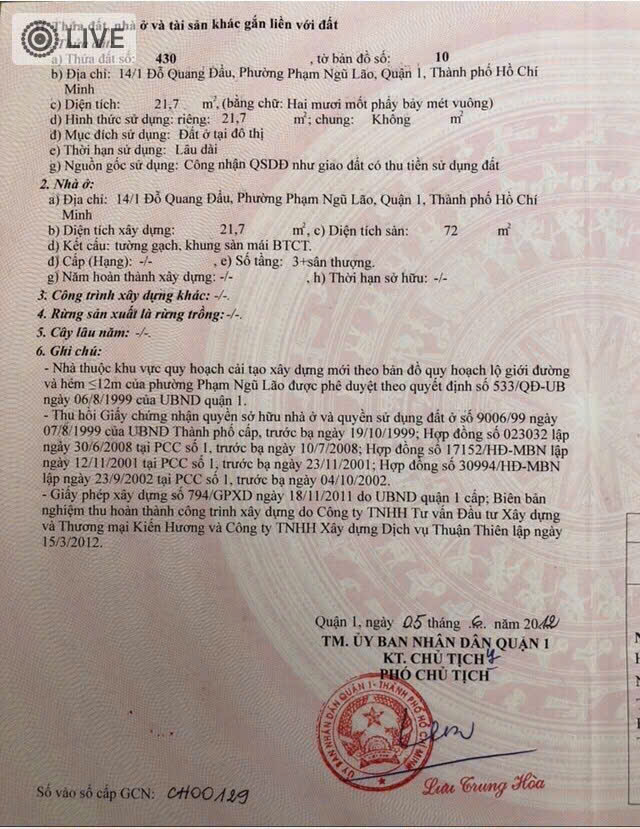 LIVE
Thửa đất, nhà ở và tài sản khác gắn liền với đất
a) Thửa đất số: 430 , tờ bản đồ số: 10
b) Địa chỉ: 14/1 Đỗ Quang Đẩu, Phường Phạm Ngũ Lão, Quận 1, Thành phố Hồ Chí
Minh
c) Diện tích: 21,7 m², (bằng chữ: Hai mươi mốt phẩy bảy mét vuông)
d) Hình thức sử dụng: riêng: 21,7 m²; chung: Không m²
đ) Mục đích sử dụng: Đất ở tại đô thị
e) Thời hạn sử dụng: Lâu dài
g) Nguồn gốc sử dụng: Công nhận QSDĐ như giao đất có thu tiền sử dụng đất
2. Nhà ở:
a) Địa chỉ: 14/1 Đỗ Quang Đẩu, Phường Phạm Ngũ Lão, Quận 1, Thành phố Hồ Chí
Minh
b) Diện tích xây dựng: 21,7 m², c) Diện tích sàn: 72 m²
d) Kết cấu: tường gạch, khung sàn mái BTCT.
đ) Cấp (Hạng): -/- , e) Số tầng: 3+sân thượng.
g) Năm hoàn thành xây dựng: -/- , h) Thời hạn sở hữu: -/-
3. Công trình xây dựng khác: -/-.
4. Rừng sản xuất là rừng trồng: -/-.
5. Cây lâu năm: -/-.
6. Ghi chú:
- Nhà thuộc khu vực quy hoạch cải tạo xây dựng mới theo bản đồ quy hoạch lộ giới đường
và hẻm ≤12m của phường Phạm Ngũ Lão được phê duyệt theo quyết định số 533/QĐ-UB
ngày 06/8/1999 của UBND quận 1.
- Thu hồi Giấy chứng nhận quyền sở hữu nhà ở và quyền sử dụng đất ở số 9006/99 ngày
07/8/1999 của UBND Thành phố cấp, trước bạ ngày 19/10/1999; Hợp đồng số 023032 lập
ngày 30/6/2008 tại PCC số 1, trước bạ ngày 10/7/2008; Hợp đồng số 17152/HĐ-MBN lập
ngày 12/11/2001 tại PCC số 1, trước bạ ngày 23/11/2001; Hợp đồng số 30994/HĐ-MBN
lập ngày 23/9/2002 tại PCC số 1, trước bạ ngày 04/10/2002.
- Giấy phép xây dựng số 794/GPXD ngày 18/11/2011 do UBND quận 1 cấp; Biên bản
nghiệm thu hoàn thành công trình xây dựng do Công ty TNHH Tư vấn Đầu tư Xây dựng
và Thương mại Kiến Hương và Công ty TNHH Xây dựng Dịch vụ Thuận Thiên lập ngày
15/3/2012.
Quận 1, ngày 05 tháng 6 năm 2012
TM. ỦY BAN NHÂN DÂN QUẬN 1
KT. CHỦ TỊCH
PHÓ CHỦ TỊCH
ỦY BAN NHÂN DÂN QUẬN 1 - THÀNH PHỐ HỒ CHÍ MINH
Lưu Trung Hòa
Số vào sổ cấp GCN: CH00129